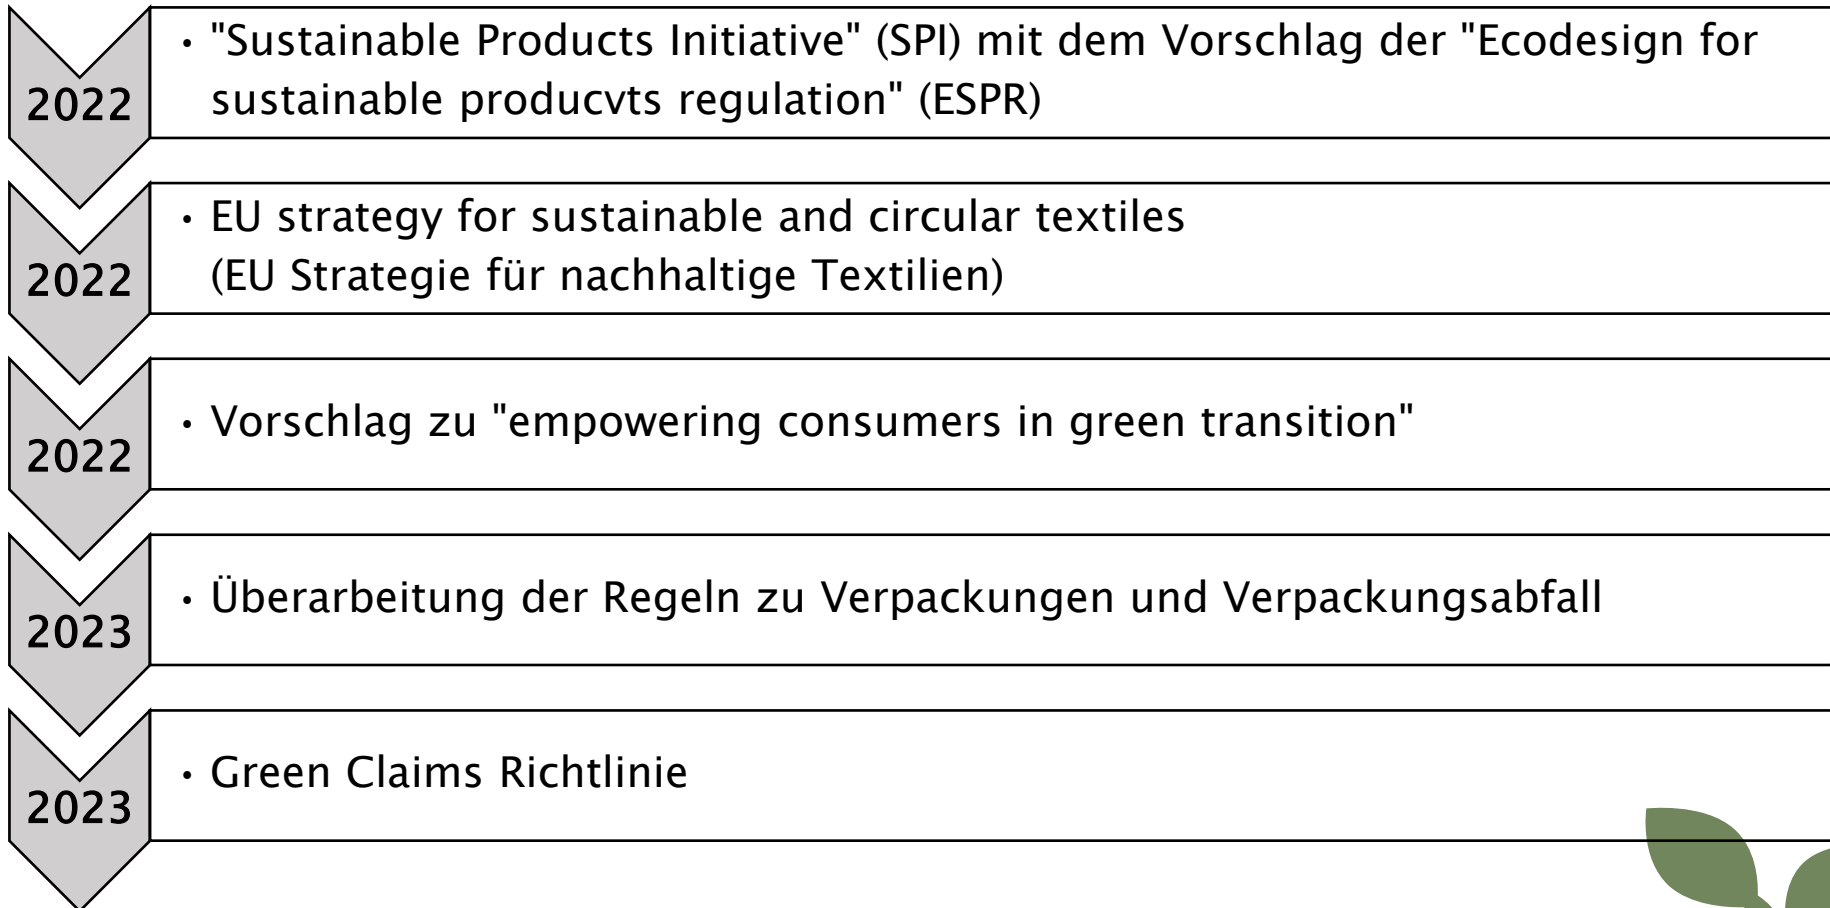 2022
• "Sustainable Products Initiative" (SPI) mit dem Vorschlag der "Ecodesign for
sustainable producvts regulation" (ESPR)
2022
• EU strategy for sustainable and circular textiles
(EU Strategie für nachhaltige Textilien)
2022
• Vorschlag zu "empowering consumers in green transition"
2023
• Überarbeitung der Regeln zu Verpackungen und Verpackungsabfall
2023
• Green Claims Richtlinie